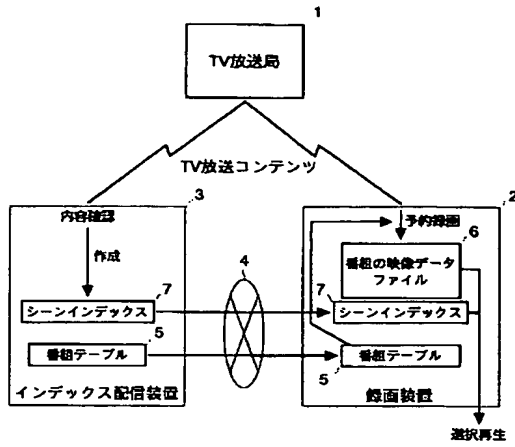 1
TV放送局
TV放送コンテンツ
3
内容確認
作成
7
シーンインデックス
5
番組テーブル
インデックス配信装置
4
2
予約録画
6
番組の映像データ
ファイル
7
シーンインデックス
番組テーブル
5
録画装置
選択再生